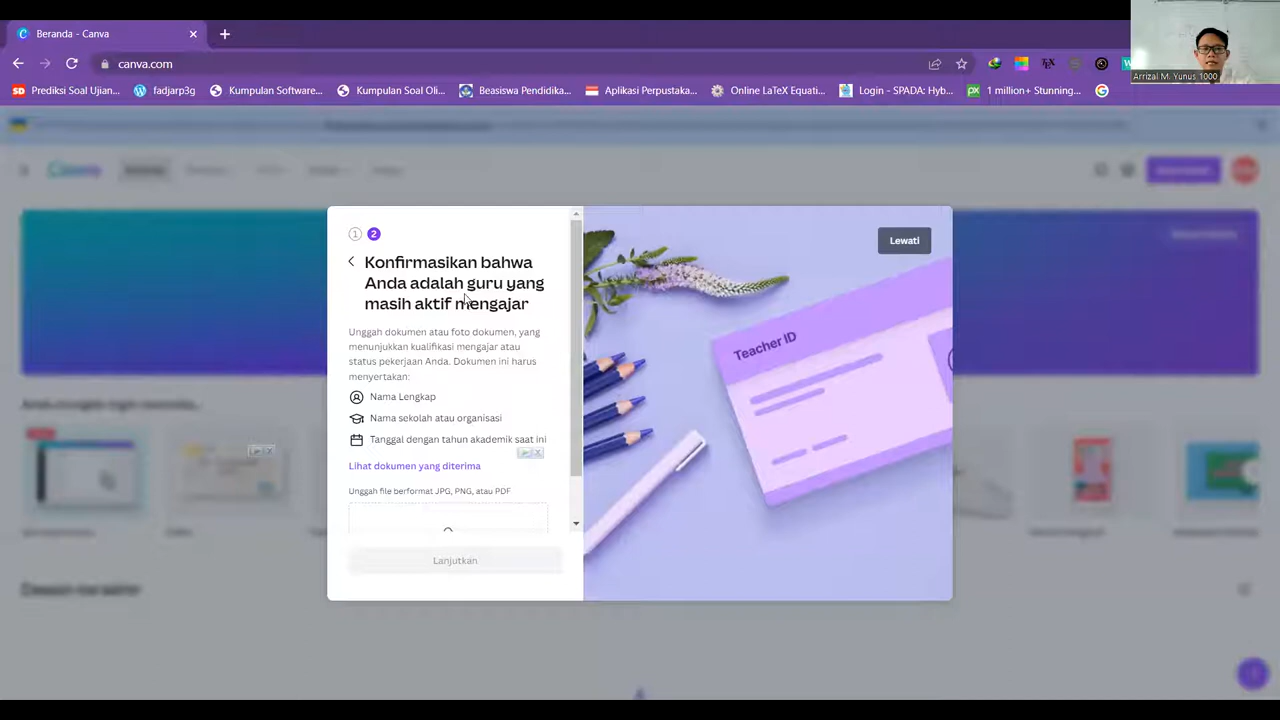 Beranda - Canva
canva.com
Prediksi Soal Ujian...
fadjarp3g
Kumpulan Software...
Kumpulan Soal Oli...
Beasiswa Pendidika...
Aplikasi Perpustaka...
Online LaTeX Equati...
Login - SPADA: Hyb...
1 million+ Stunning...
Arrizal M. Yunus 1000
Canva
1 2
Konfirmasikan bahwa
Anda adalah guru yang
masih aktif mengajar
Unggah dokumen atau foto dokumen, yang
menunjukkan kualifikasi mengajar atau
status pekerjaan Anda. Dokumen ini harus
menyertakan:
Nama Lengkap
Nama sekolah atau organisasi
Tanggal dengan tahun akademik saat ini
Lihat dokumen yang diterima
Unggah file berformat JPG, PNG, atau PDF
Lanjutkan
Lewati
Teacher ID